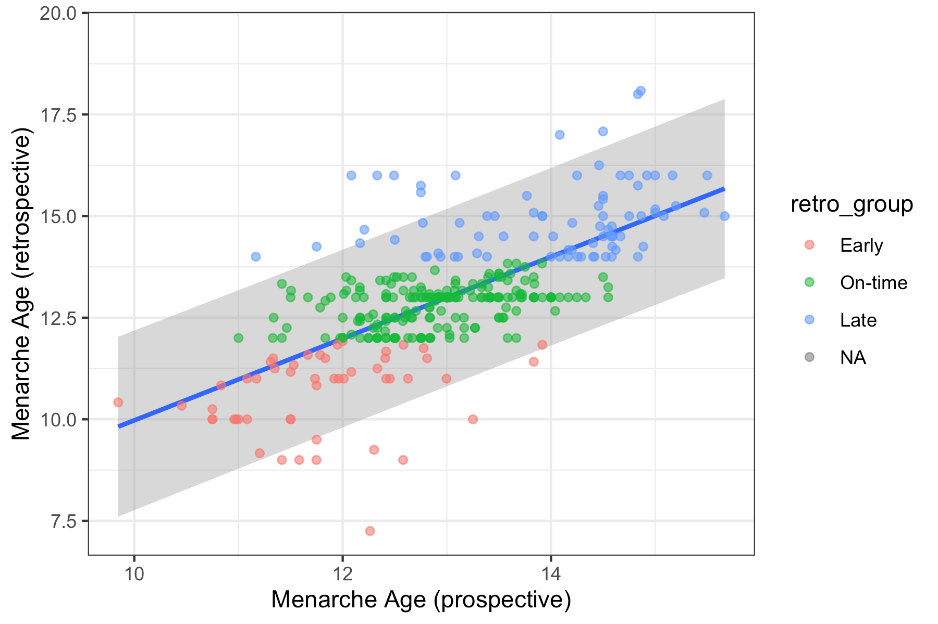 20.0
17.5
15.0
12.5
10.0
7.5
Menarche Age (retrospective)
10 12 14
Menarche Age (prospective)
retro_group
Early
On-time
Late
NA